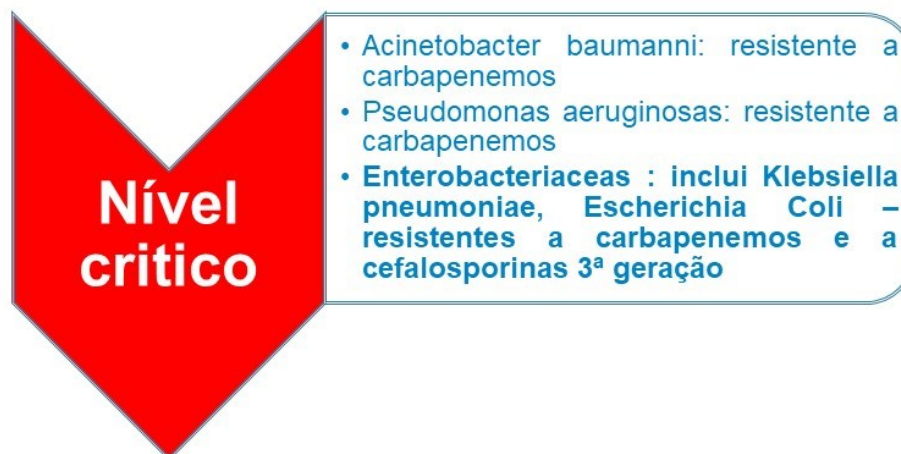 Nível
critico
• Acinetobacter baumanni: resistente a
carbapenemos
• Pseudomonas aeruginosas: resistente a
carbapenemos
• Enterobacteriaceas : inclui Klebsiella
pneumoniae, Escherichia Coli –
resistentes a carbapenemos e a
cefalosporinas 3ª geração